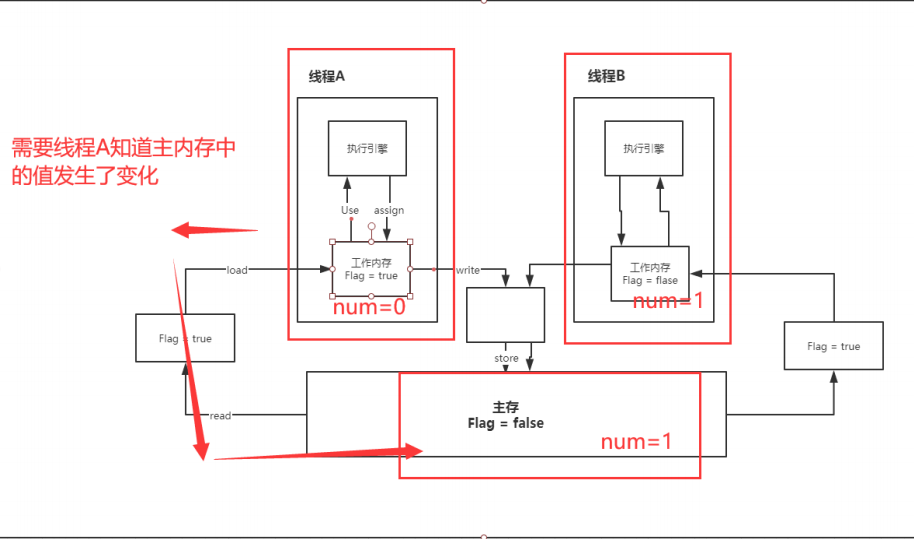 线程A
线程B
需要线程A知道主内存中
的值发生了变化
执行引擎
执行引擎
Use
assign
工作内存
Flag = true
num=0
load
write
工作内存
Flag = flase
num=1
Flag = true
Flag = true
store
read
主存
Flag = false
num=1